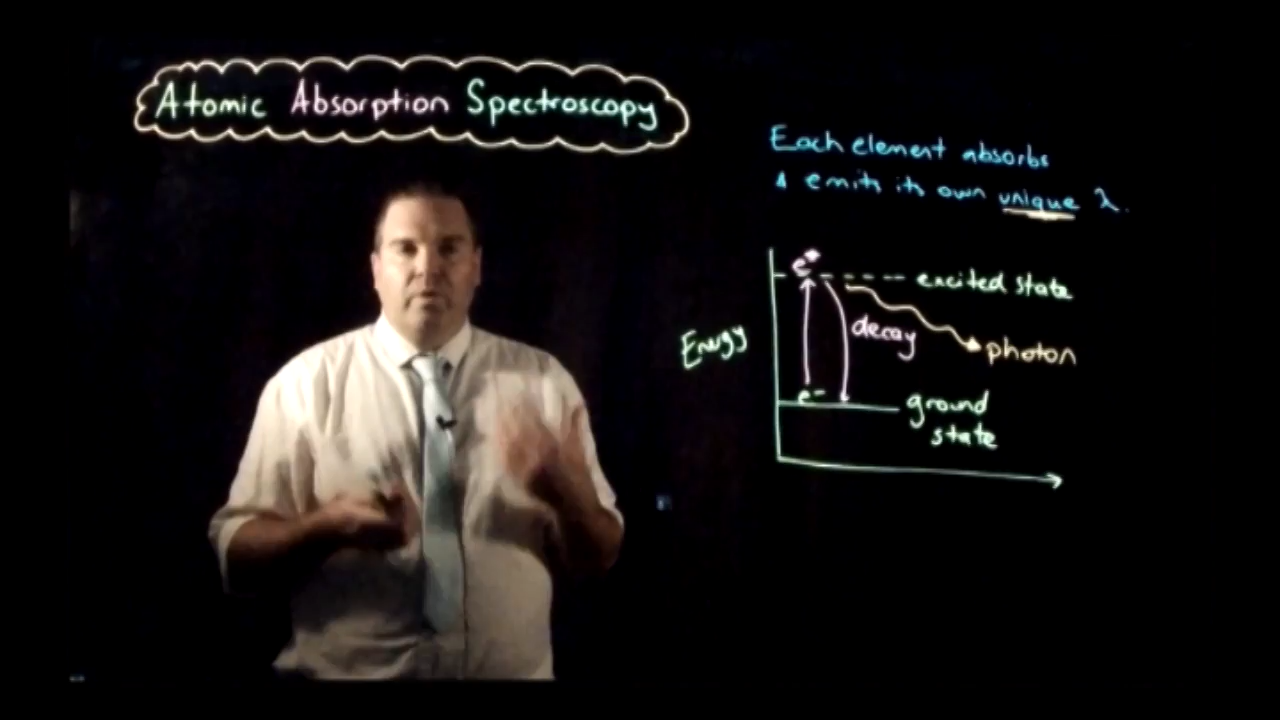 Atomic Absorption Spectroscopy
Each element absorbs
& emits its own unique λ.
e*
excited state
decay
photon
Energy
e⁻
ground
state